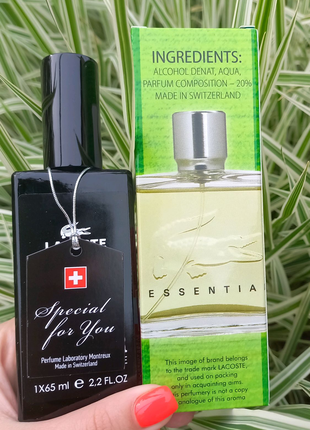 LACOSTE
Special
for You
Perfume Laboratory Montreux
Made in Switzerland
1X65 ml e 2.2 FL.OZ
INGREDIENTS:
ALCOHOL DENAT, AQUA,
PARFUM COMPOSITION – 20%
MADE IN SWITZERLAND
ESSENTIA
This image of brand belongs
to the trade mark LACOSTE,
and used on packing
only in acquainting aims.
his perfumery is not a copy
analogue of this aroma